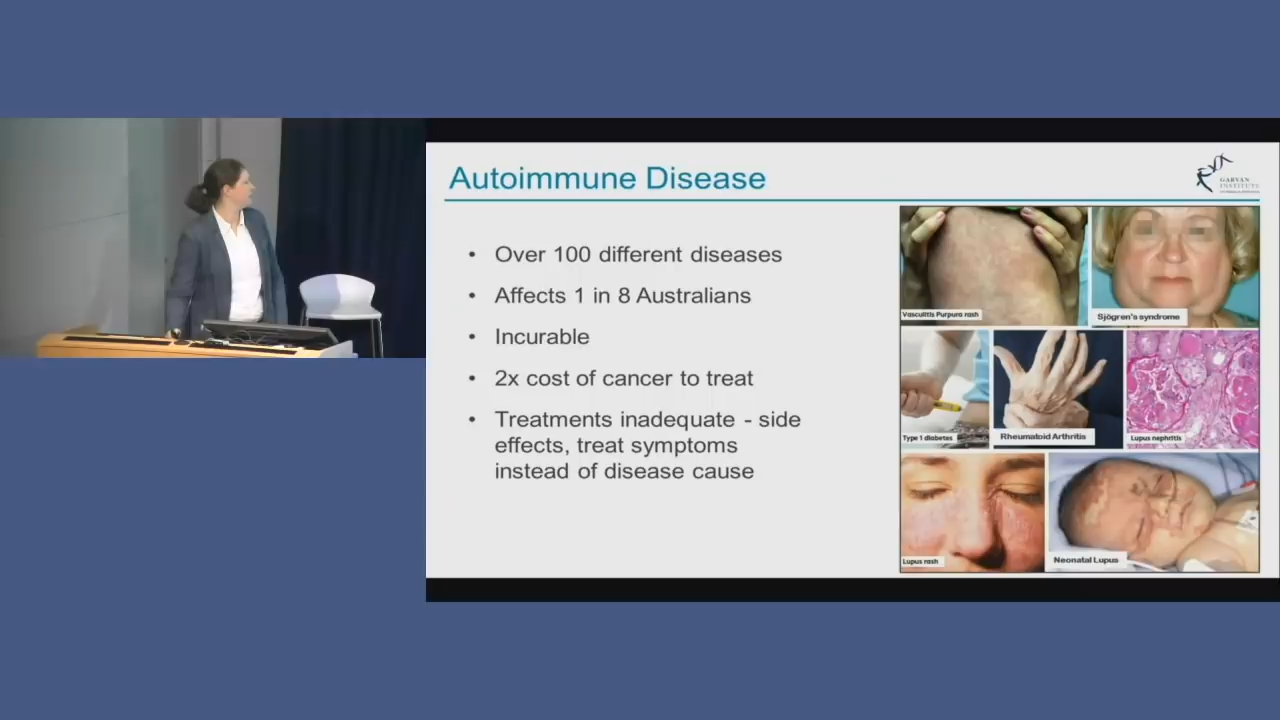 Autoimmune Disease
GARVAN
INSTITUTE
• Over 100 different diseases
• Affects 1 in 8 Australians
• Incurable
• 2x cost of cancer to treat
• Treatments inadequate - side
effects, treat symptoms
instead of disease cause
Vasculitis Purpura rash
Sjögren's syndrome
Type 1 diabetes
Rheumatoid Arthritis
Lupus nephritis
Lupus rash
Neonatal Lupus